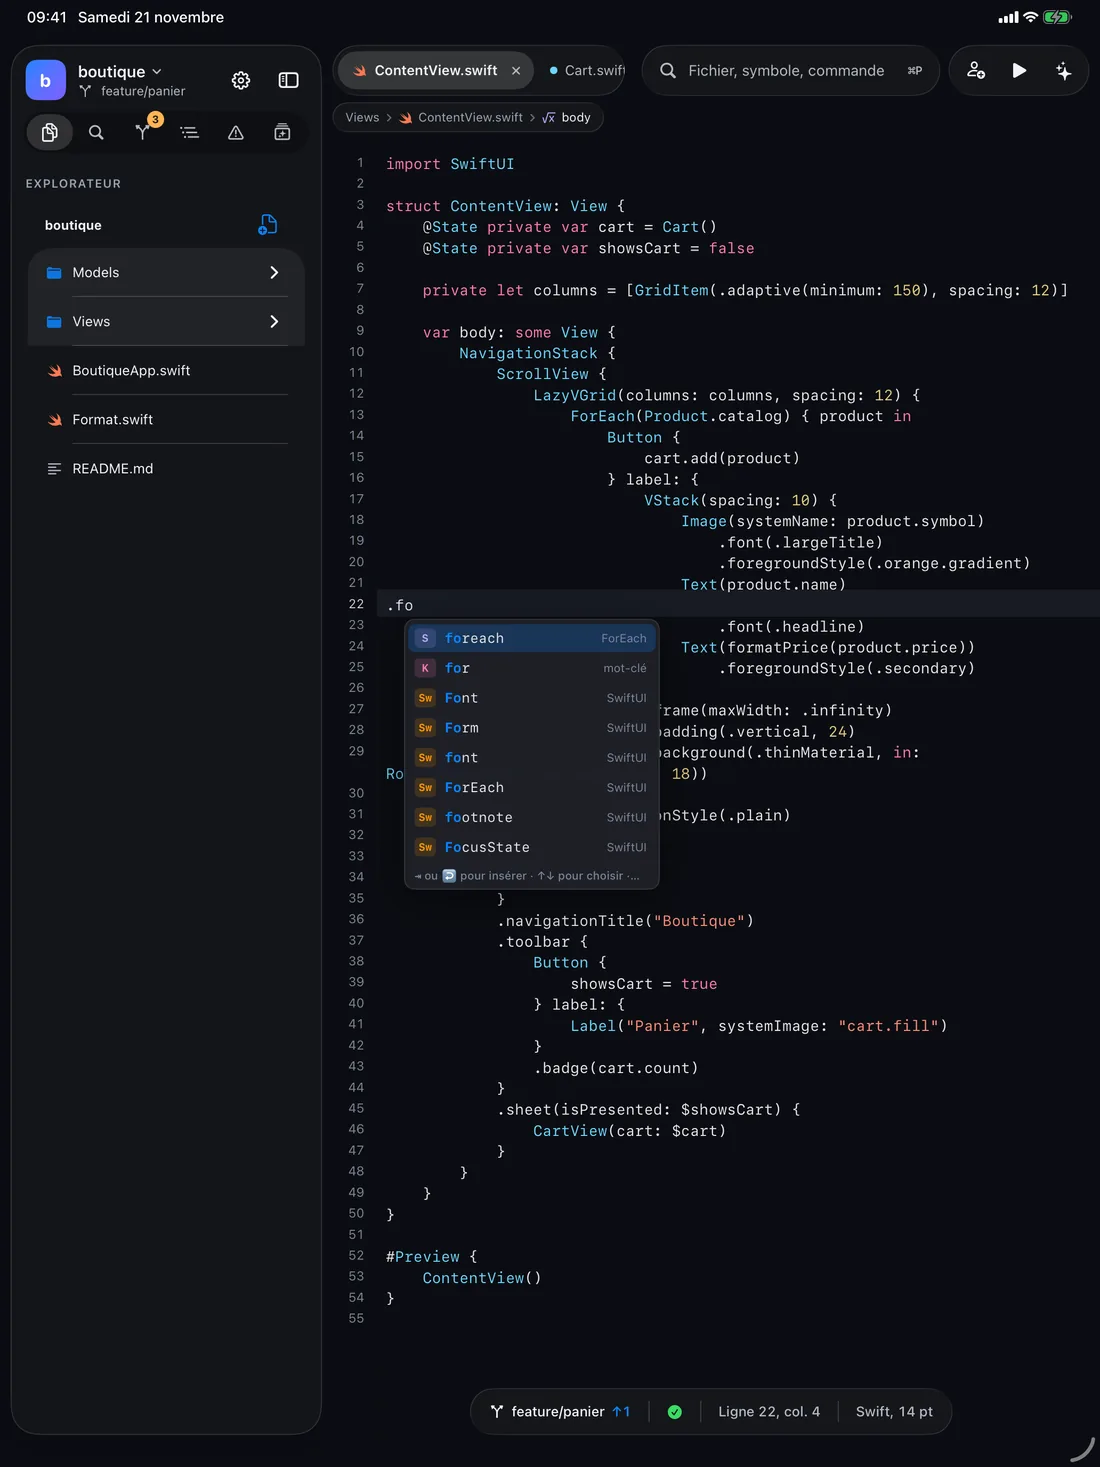 09:41 Samedi 21 novembre
b
boutique
feature/panier
3
EXPLORATEUR
boutique
Models
Views
BoutiqueApp.swift
Format.swift
README.md
ContentView.swift
Cart.swift
Fichier, symbole, commande ⌘P
Views > ContentView.swift > √x body
1 import SwiftUI
2
3 struct ContentView: View {
4     @State private var cart = Cart()
5     @State private var showsCart = false
6
7     private let columns = [GridItem(.adaptive(minimum: 150), spacing: 12)]
8
9     var body: some View {
10         NavigationStack {
11             ScrollView {
12                 LazyVGrid(columns: columns, spacing: 12) {
13                     ForEach(Product.catalog) { product in
14                         Button {
15                             cart.add(product)
16                         } label: {
17                             VStack(spacing: 10) {
18                                 Image(systemName: product.symbol)
19                                     .font(.largeTitle)
20                                     .foregroundStyle(.orange.gradient)
21                                 Text(product.name)
22 .fo
23                                     .font(.headline)
24                                 Text(formatPrice(product.price))
25                                     .foregroundStyle(.secondary)
26
27 frame(maxWidth: .infinity)
28 padding(.vertical, 24)
29 background(.thinMaterial, in:
Ro 18))
30
31 nStyle(.plain)
32
33
34
35             }
36             .navigationTitle("Boutique")
37             .toolbar {
38                 Button {
39                     showsCart = true
40                 } label: {
41                     Label("Panier", systemImage: "cart.fill")
42                 }
43                 .badge(cart.count)
44             }
45             .sheet(isPresented: $showsCart) {
46                 CartView(cart: $cart)
47             }
48         }
49     }
50 }
51
52 #Preview {
53     ContentView()
54 }
55
S foreach ForEach
K for mot-clé
Sw Font SwiftUI
Sw Form SwiftUI
Sw font SwiftUI
Sw ForEach SwiftUI
Sw footnote SwiftUI
Sw FocusState SwiftUI
⇥ ou ↩ pour insérer · ↑↓ pour choisir ·…
feature/panier ↑1
Ligne 22, col. 4
Swift, 14 pt